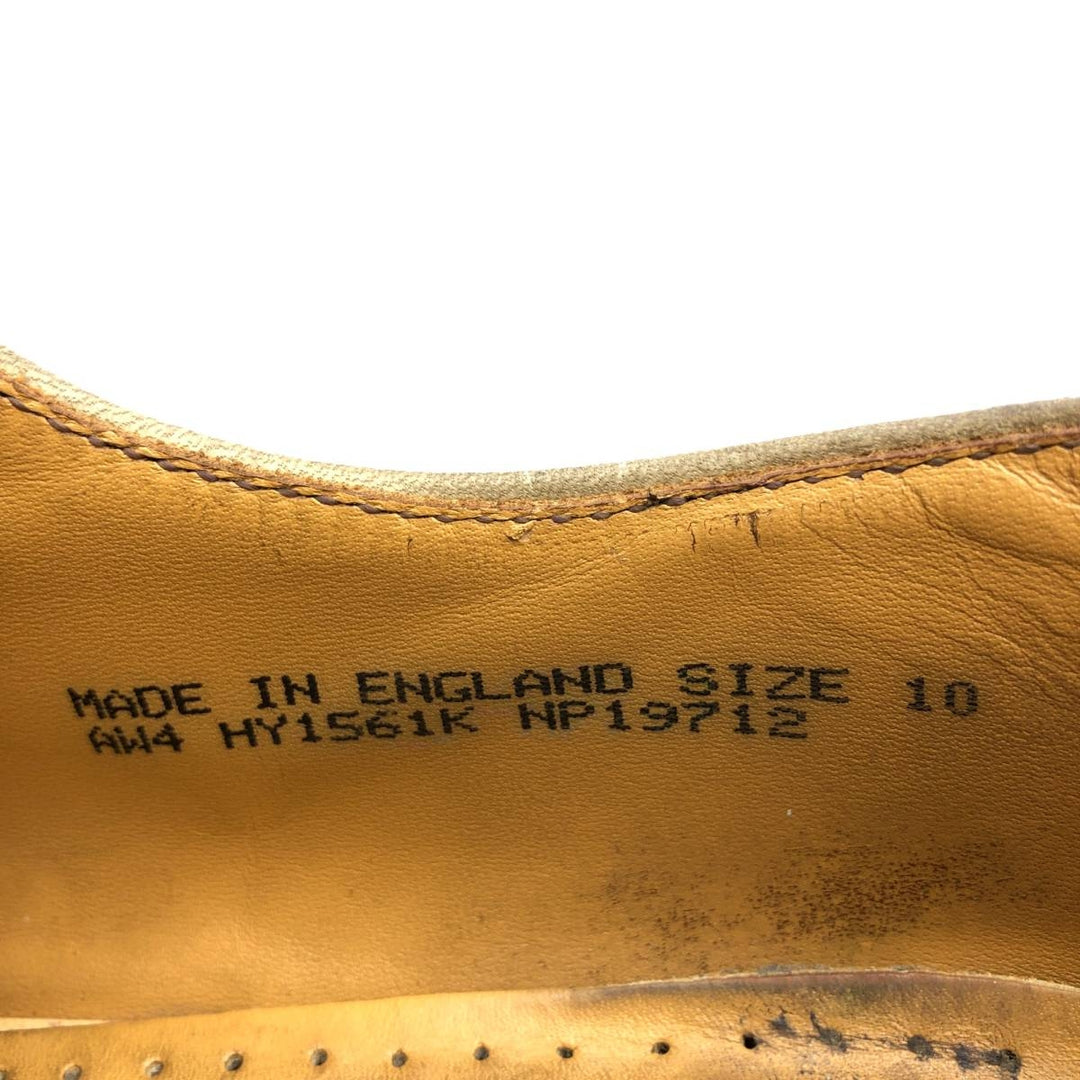 MADE IN ENGLAND SIZE 10
AW4 HY1561K NP19712